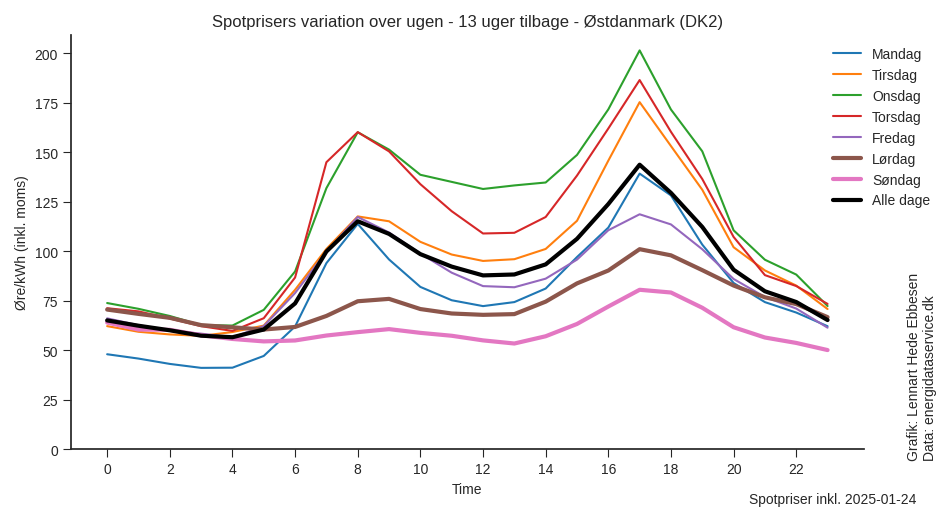 Spotprisers variation over ugen - 13 uger tilbage - Østdanmark (DK2)
200
175
150
125
100
75
50
25
0
Øre/kWh (inkl. moms)
0 2 4 6 8 10 12 14 16 18 20 22
Time
Mandag
Tirsdag
Onsdag
Torsdag
Fredag
Lørdag
Søndag
Alle dage
Grafik: Lennart Hede Ebbesen
Data: energidataservice.dk
Spotpriser inkl. 2025-01-24